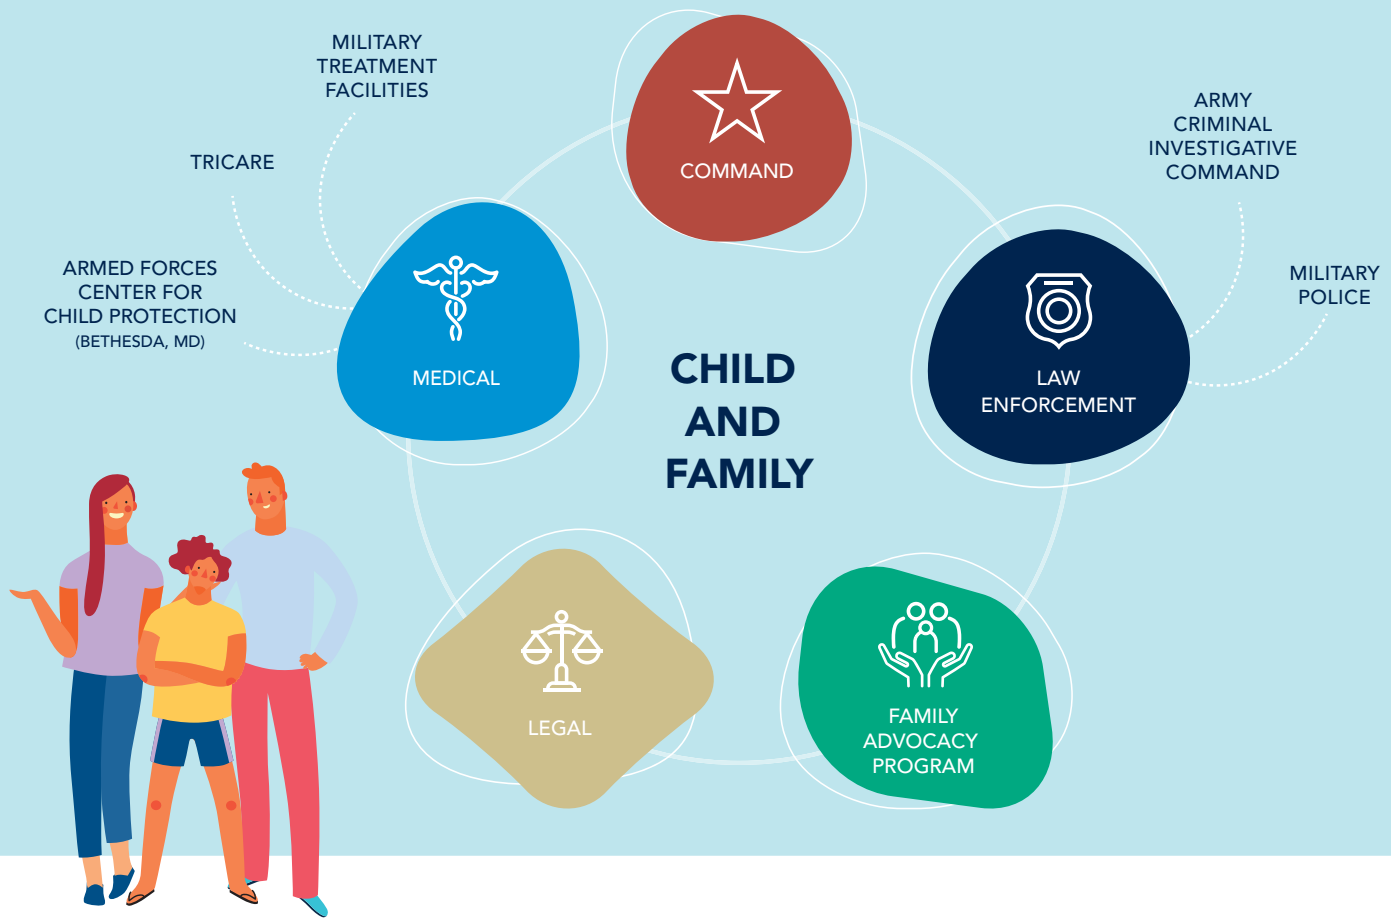 MILITARY
TREATMENT
FACILITIES
TRICARE
ARMED FORCES
CENTER FOR
CHILD PROTECTION
(BETHESDA, MD)
COMMAND
ARMY
CRIMINAL
INVESTIGATIVE
COMMAND
MILITARY
POLICE
MEDICAL
LAW
ENFORCEMENT
CHILD
AND
FAMILY
LEGAL
FAMILY
ADVOCACY
PROGRAM